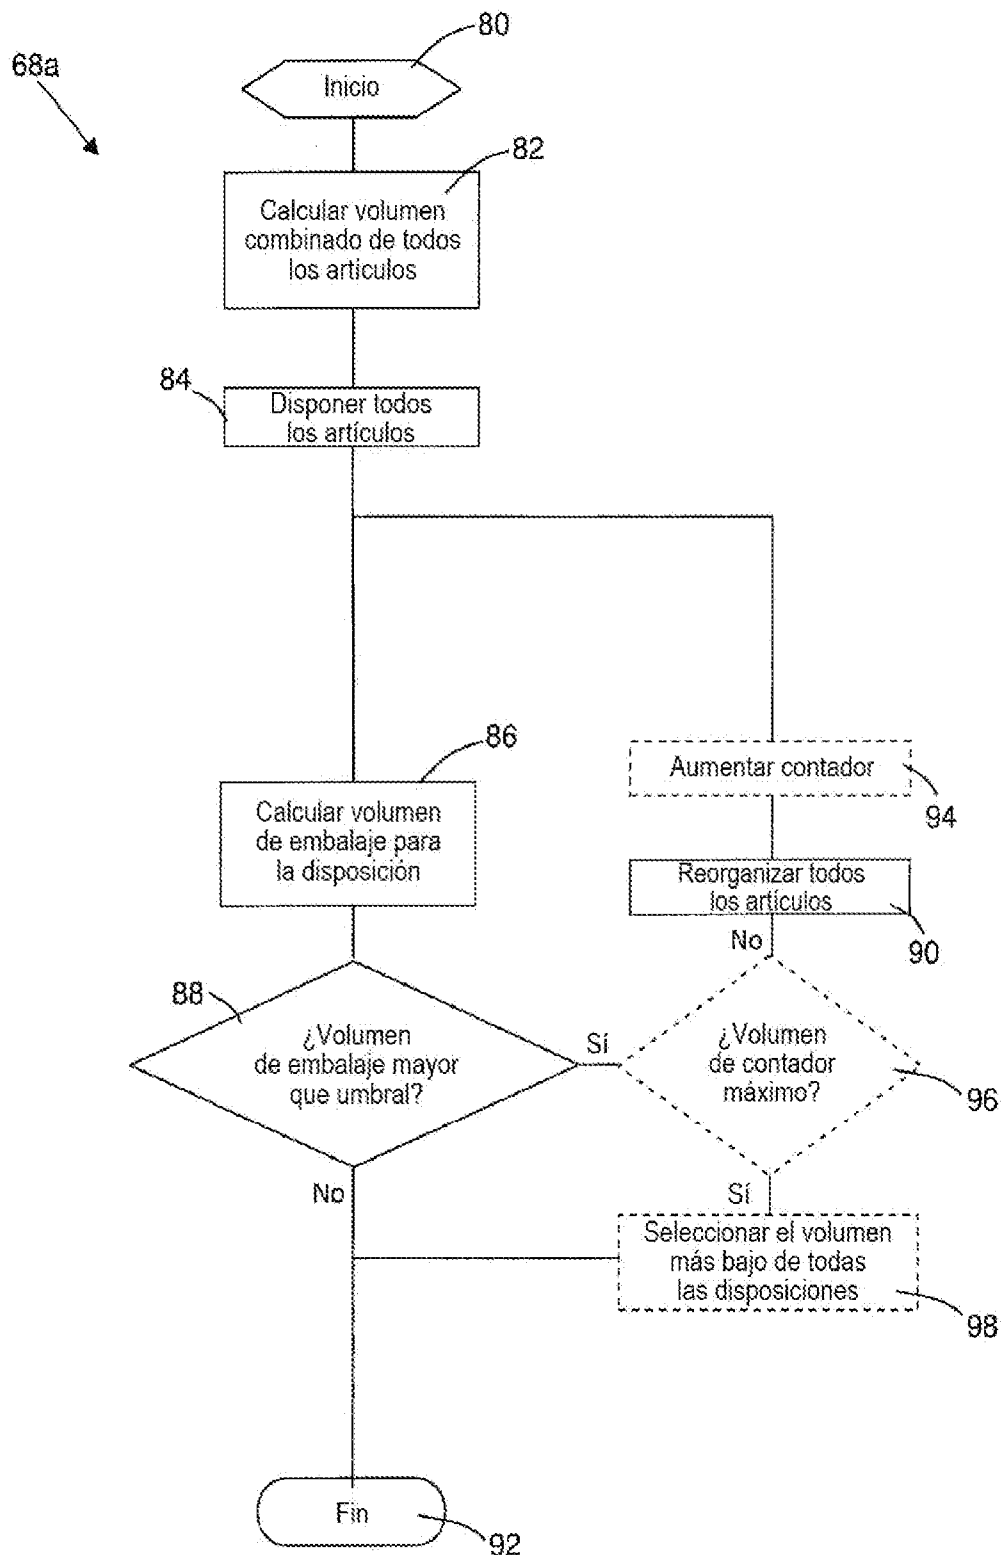 80
68a
Inicio
82
Calcular volumen
combinado de todos
los artículos
84
Disponer todos
los artículos
86
Calcular volumen
de embalaje para
la disposición
Aumentar contador
94
Reorganizar todos
los artículos
90
No
88
¿Volumen
de embalaje mayor
que umbral?
Sí
¿Volumen
de contador
máximo?
96
No
Sí
Seleccionar el volumen
más bajo de todas
las disposiciones
98
Fin
92